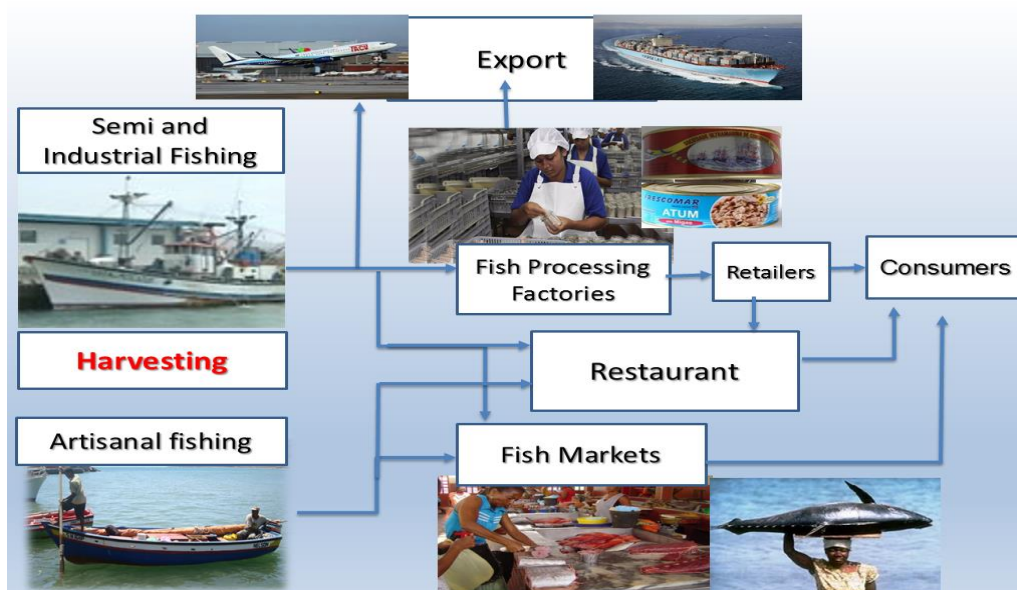 Export
Semi and
Industrial Fishing
ATUM
Fish Processing
Factories
Retailers
Consumers
Harvesting
Restaurant
Artisanal fishing
Fish Markets